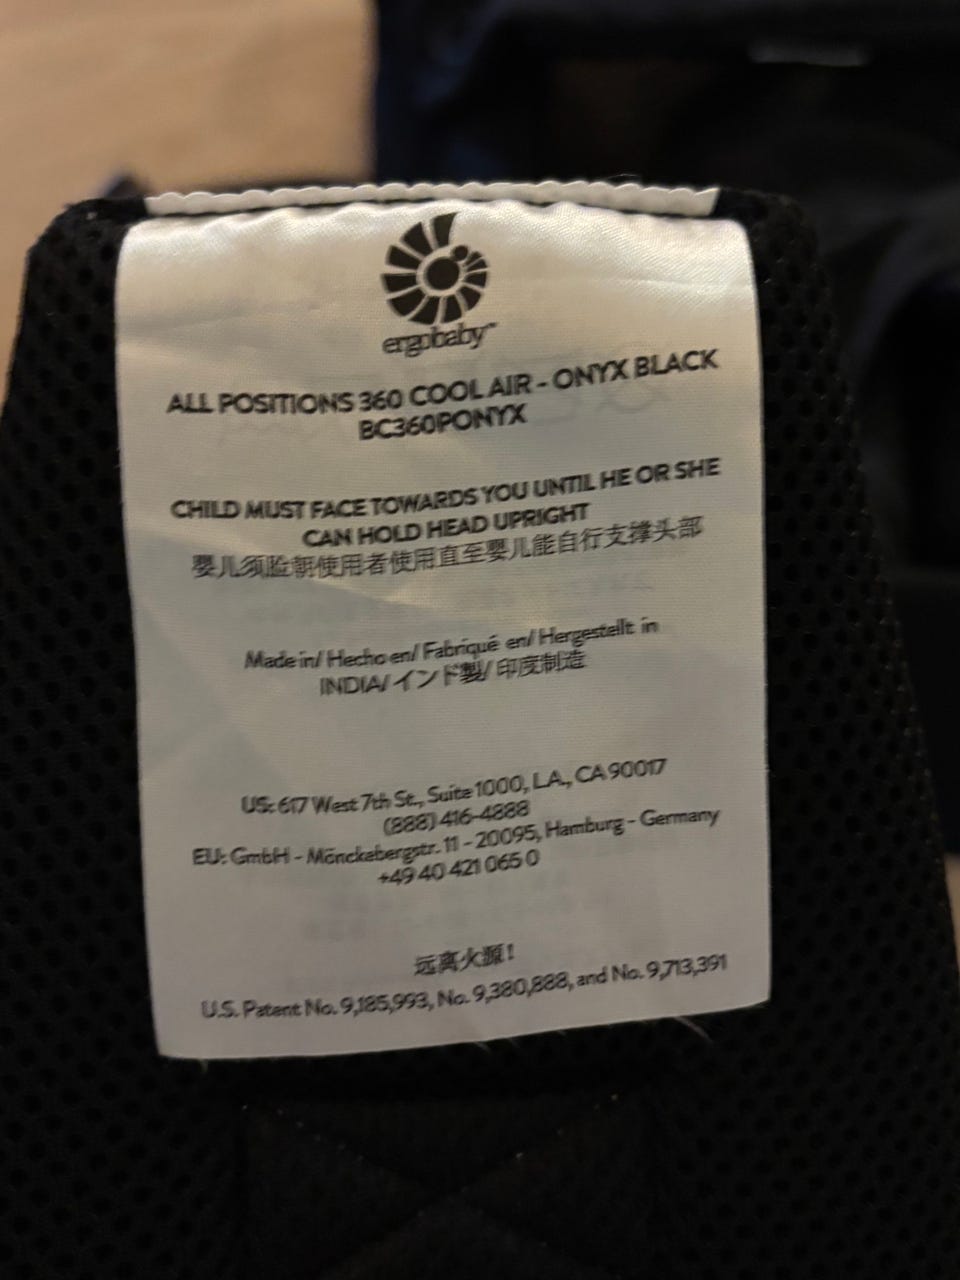 ergobaby™
ALL POSITIONS 360 COOL AIR - ONYX BLACK
BC360PONYX
CHILD MUST FACE TOWARDS YOU UNTIL HE OR SHE
CAN HOLD HEAD UPRIGHT
婴儿须脸朝使用者使用直至婴儿能自行支撑头部
Made in/ Hecho en/ Fabriqué en/ Hergestellt in
INDIA/ インド製/ 印度制造
US: 617 West 7th St., Suite 1000, L.A., CA 90017
(888) 416-4888
EU: GmbH - Mönckebergstr. 11 - 20095, Hamburg - Germany
+49 40 421 065 0
远离火源!
U.S. Patent No. 9,185,993, No. 9,380,888, and No. 9,713,391